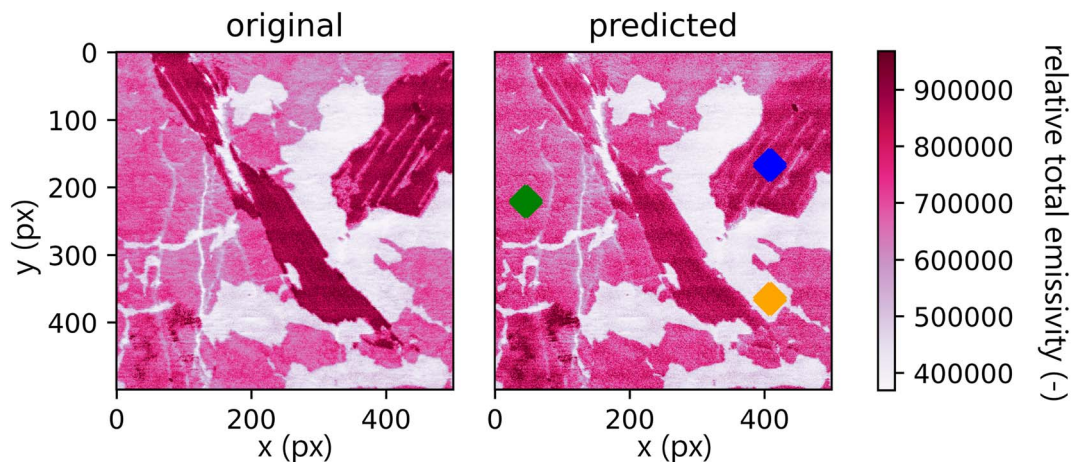 original
predicted
0
100
200
300
400
y (px)
0
200
400
x (px)
0
200
400
x (px)
900000
800000
700000
600000
500000
400000
relative total emissivity (-)